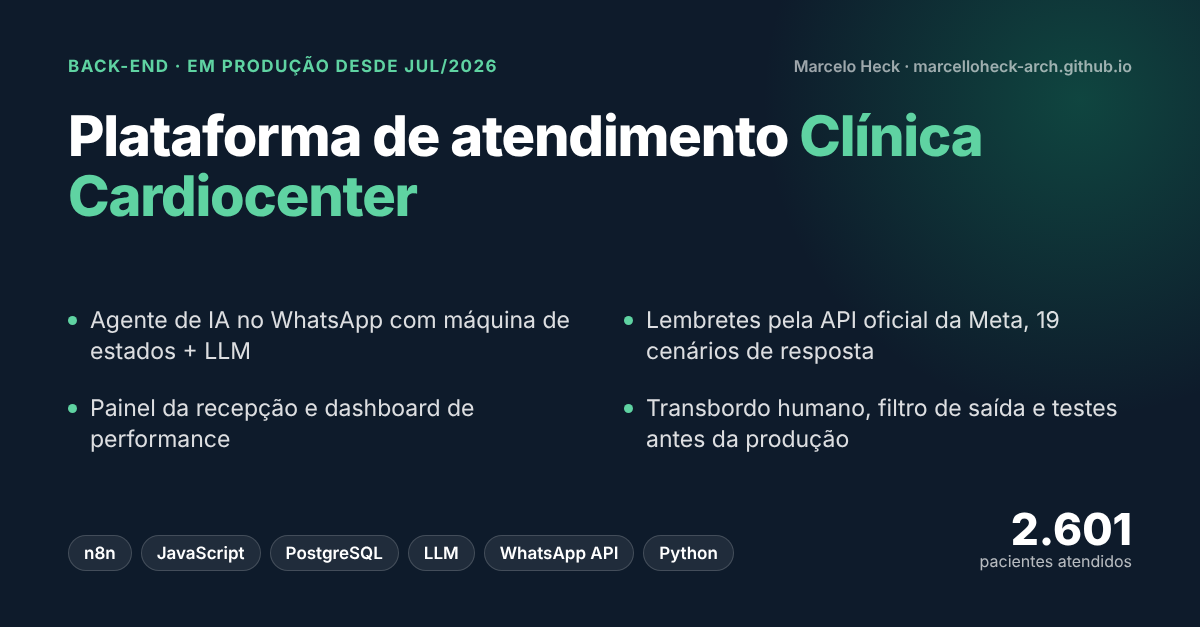 BACK-END · EM PRODUÇÃO DESDE JUL/2026
Marcelo Heck · marcelloheck-arch.github.io
Plataforma de atendimento Clínica
Cardiocenter
Agente de IA no WhatsApp com máquina de
estados + LLM
Lembretes pela API oficial da Meta, 19
cenários de resposta
Painel da recepção e dashboard de
performance
Transbordo humano, filtro de saída e testes
antes da produção
n8n
JavaScript
PostgreSQL
LLM
WhatsApp API
Python
2.601
pacientes atendidos